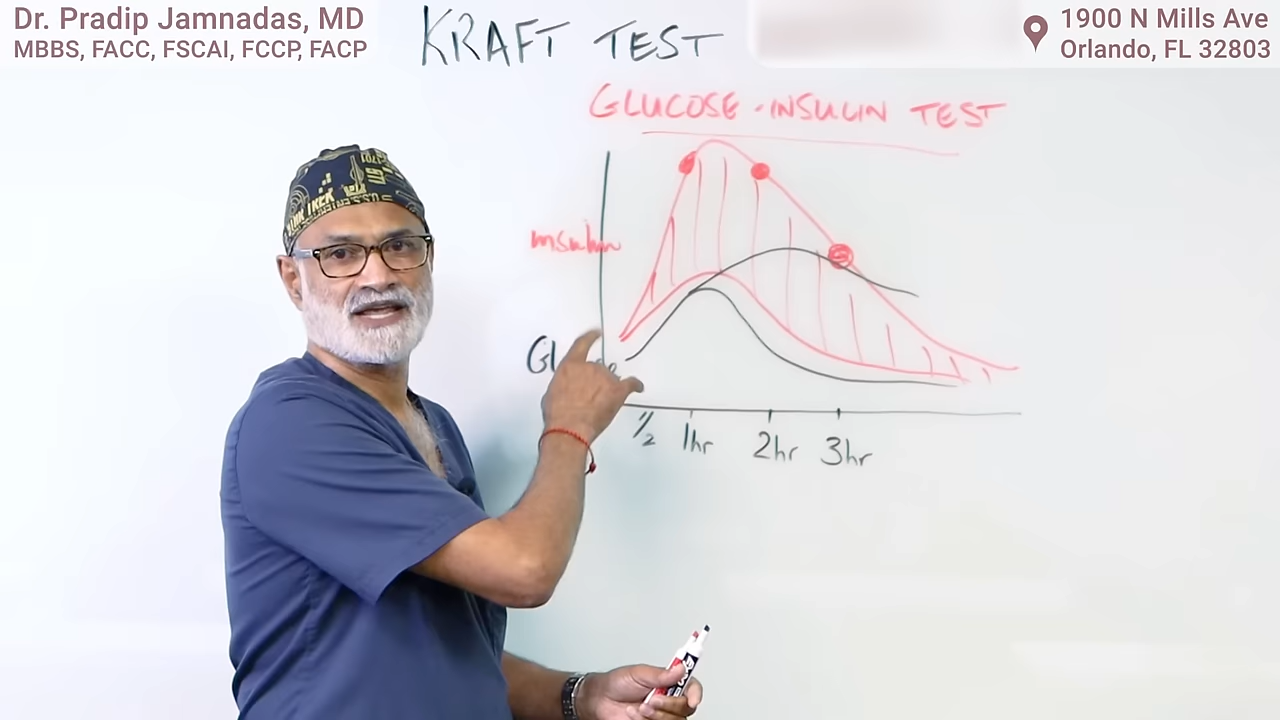 Dr. Pradip Jamnadas, MD
MBBS, FACC, FSCAI, FCCP, FACP
1900 N Mills Ave
Orlando, FL 32803
KRAFT TEST
GLUCOSE-INSULIN TEST
Insulin
1/2 1hr 2hr 3hr